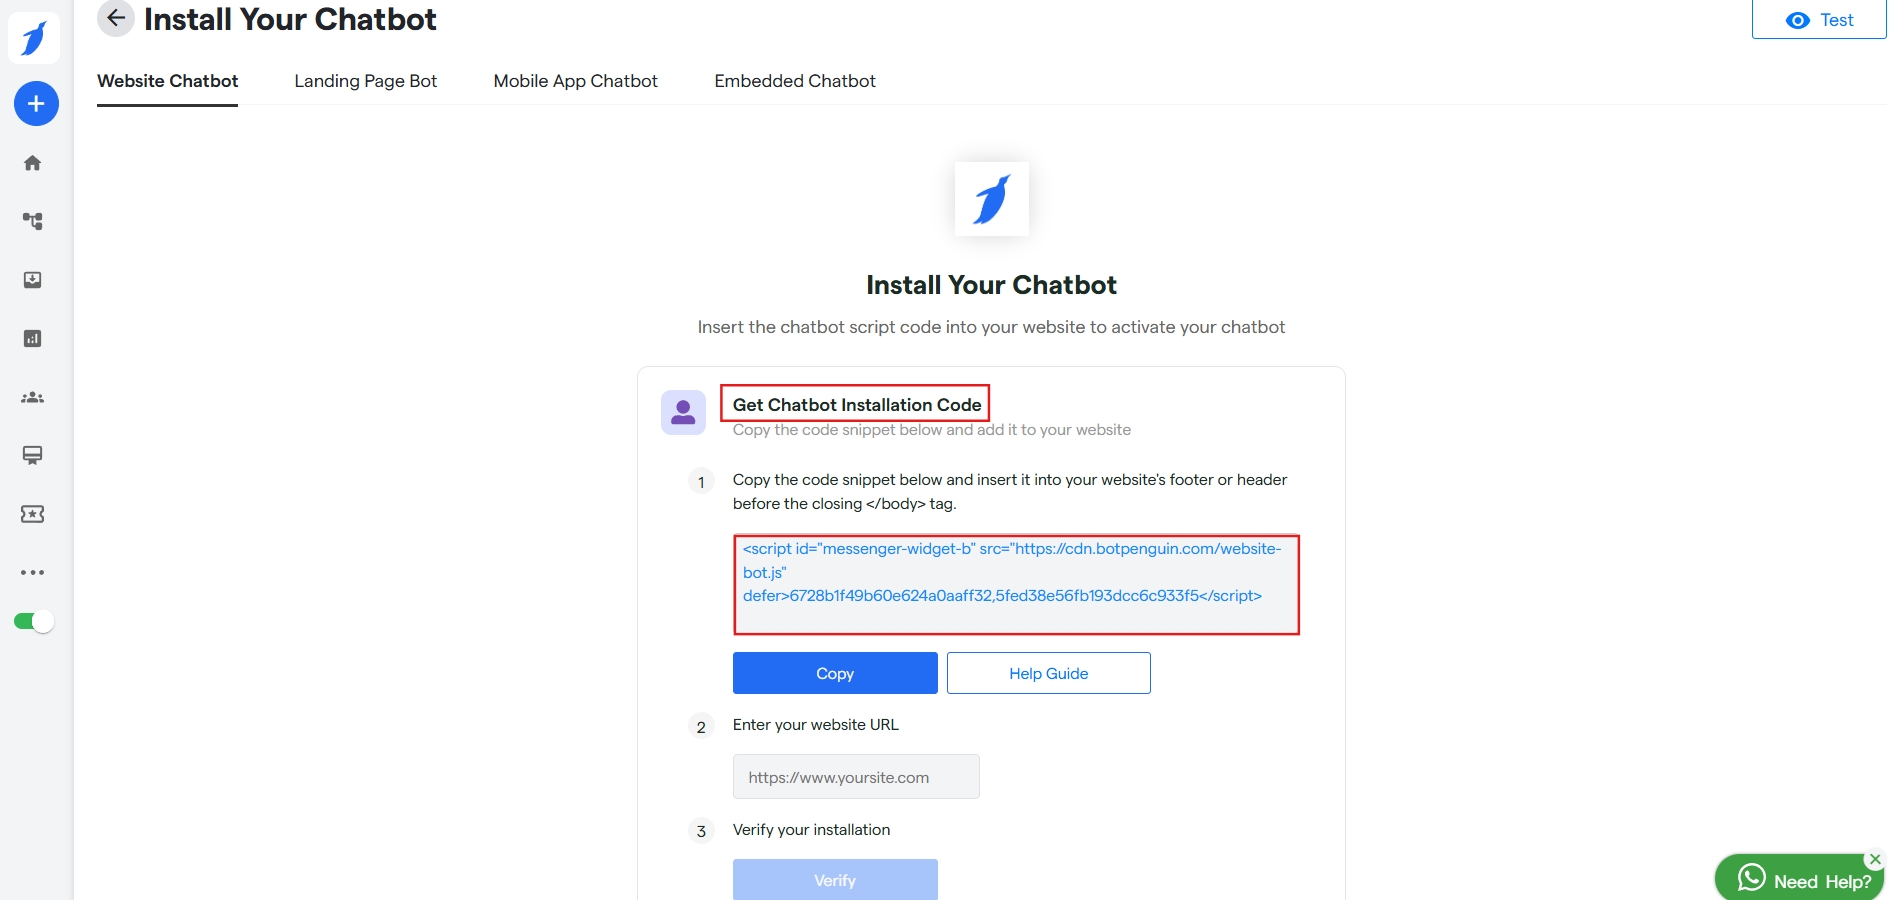 Install Your Chatbot
Test
Website Chatbot
Landing Page Bot
Mobile App Chatbot
Embedded Chatbot
Install Your Chatbot
Insert the chatbot script code into your website to activate your chatbot
Get Chatbot Installation Code
Copy the code snippet below and add it to your website
1
Copy the code snippet below and insert it into your website's footer or header
before the closing </body> tag.
<script id="messenger-widget-b" src="https://cdn.botpenguin.com/website-
bot.js"
defer>6728b1f49b60e624a0aaff32,5fed38e56fb193dcc6c933f5</script>
Copy
Help Guide
2
Enter your website URL
https://www.yoursite.com
3
Verify your installation
Verify
Need Help?